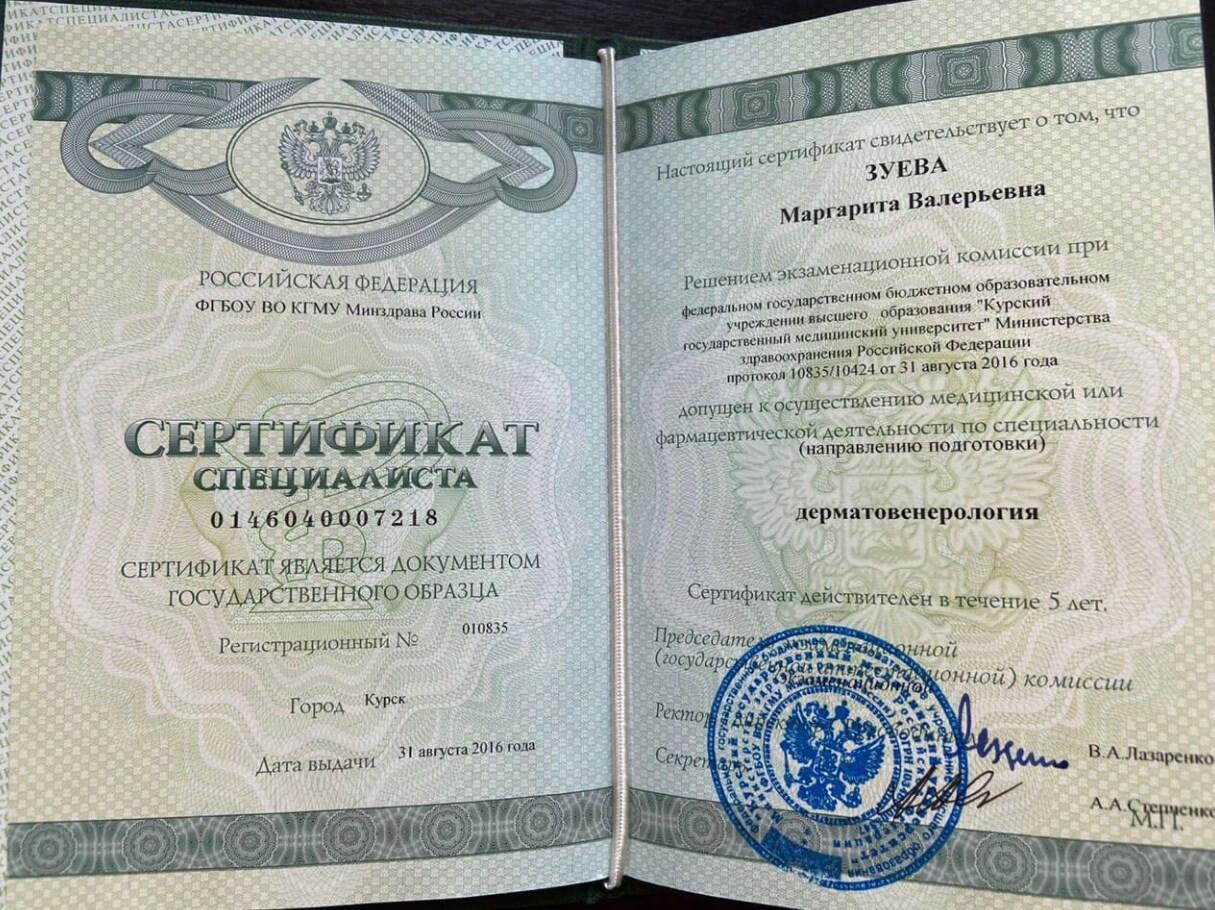 РОССИЙСКАЯ ФЕДЕРАЦИЯ
ФГБОУ ВО КГМУ Минздрава России
СЕРТИФИКАТ
СПЕЦИАЛИСТА
0146040007218
СЕРТИФИКАТ ЯВЛЯЕТСЯ ДОКУМЕНТОМ
ГОСУДАРСТВЕННОГО ОБРАЗЦА
Регистрационный № 010835
Город Курск
Дата выдачи 31 августа 2016 года
Настоящий сертификат свидетельствует о том, что
ЗУЕВА
Маргарита Валерьевна
Решением экзаменационной комиссии при
федеральном государственном бюджетном образовательном
учреждении высшего образования "Курский
государственный медицинский университет" Министерства
здравоохранения Российской Федерации
протокол 10835/10424 от 31 августа 2016 года
допущен к осуществлению медицинской или
фармацевтической деятельности по специальности
(направлению подготовки)
дерматовенерология
Сертификат действителен в течение 5 лет.
комиссии
В.А.Лазаренко
М.П.